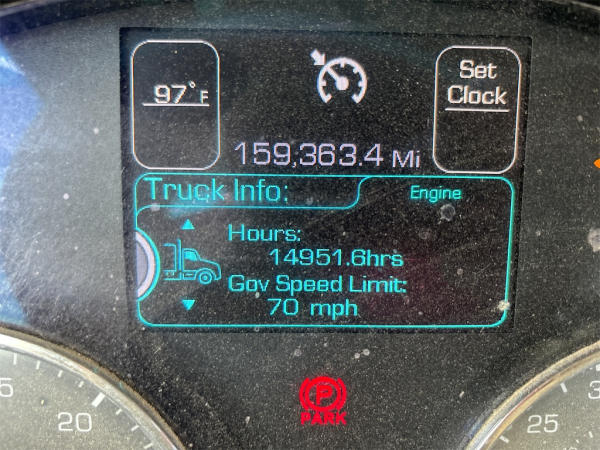 97°F
Set
Clock
159,363.4 Mi
Truck Info:
Engine
Hours:
14951.6hrs
Gov Speed Limit:
70 mph
P
PARK
20
25